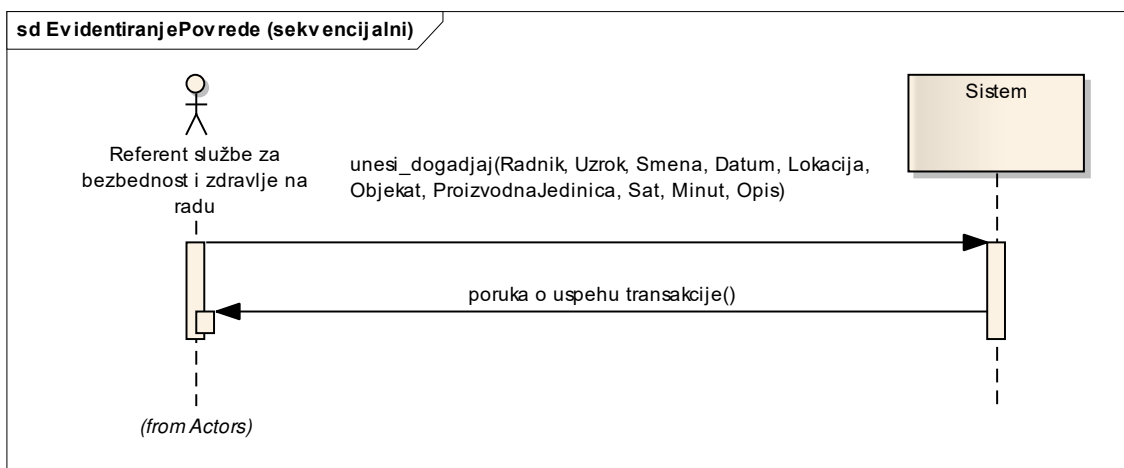 sd EvidentiranjePovrede (sekvencijalni)
Sistem
Referent službe za
bezbednost i zdravlje na
radu
unesi_dogadjaj(Radnik, Uzrok, Smena, Datum, Lokacija,
Objekat, ProizvodnaJedinica, Sat, Minut, Opis)
poruka o uspehu transakcije()
(from Actors)